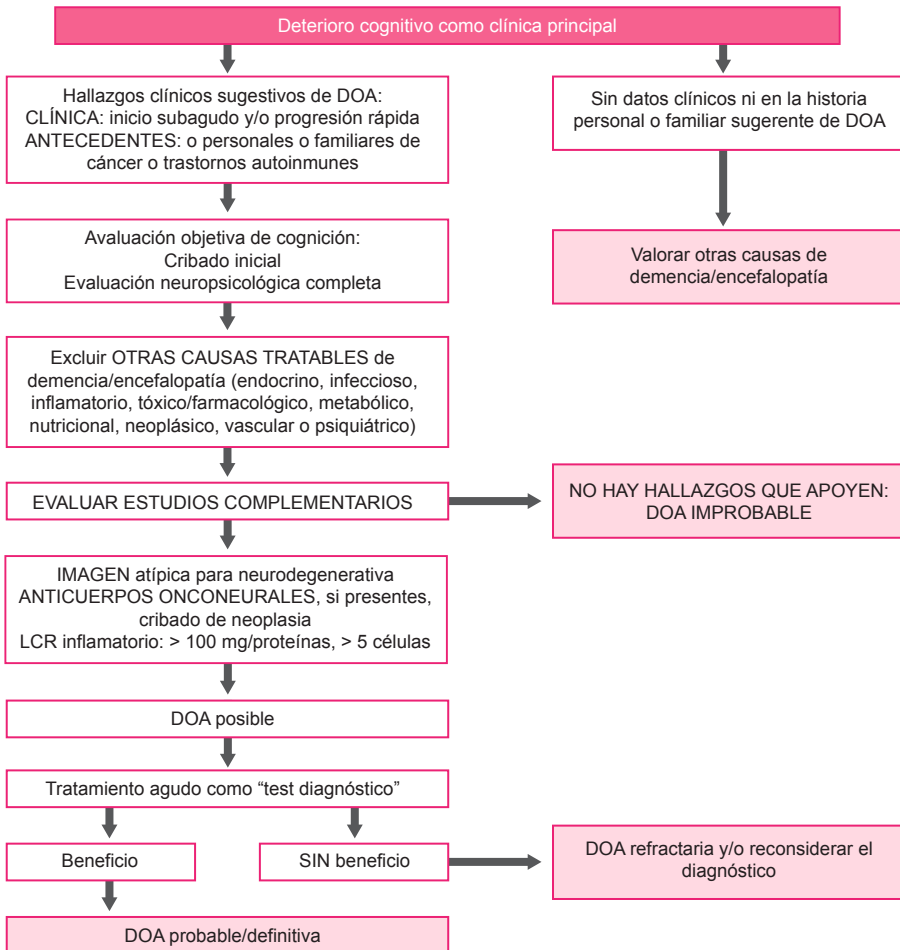 Deterioro cognitivo como clínica principal
Hallazgos clínicos sugestivos de DOA:
CLÍNICA: inicio subagudo y/o progresión rápida
ANTECEDENTES: o personales o familiares de
cáncer o trastornos autoinmunes
Sin datos clínicos ni en la historia
personal o familiar sugerente de DOA
Avaluación objetiva de cognición:
Cribado inicial
Evaluación neuropsicológica completa
Valorar otras causas de
demencia/encefalopatía
Excluir OTRAS CAUSAS TRATABLES de
demencia/encefalopatía (endocrino, infeccioso,
inflamatorio, tóxico/farmacológico, metabólico,
nutricional, neoplásico, vascular o psiquiátrico)
EVALUAR ESTUDIOS COMPLEMENTARIOS
NO HAY HALLAZGOS QUE APOYEN:
DOA IMPROBABLE
IMAGEN atípica para neurodegenerativa
ANTICUERPOS ONCONEURALES, si presentes,
cribado de neoplasia
LCR inflamatorio: > 100 mg/proteínas, > 5 células
DOA posible
Tratamiento agudo como “test diagnóstico”
Beneficio
SIN beneficio
DOA refractaria y/o reconsiderar el
diagnóstico
DOA probable/definitiva